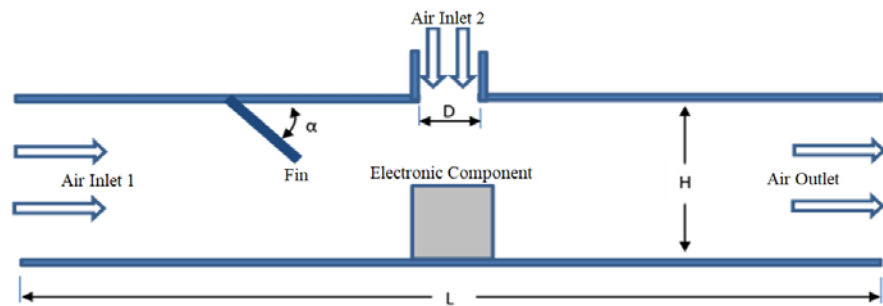 Air Inlet 2
D
α
Fin
Air Inlet 1
Electronic Component
H
Air Outlet
L